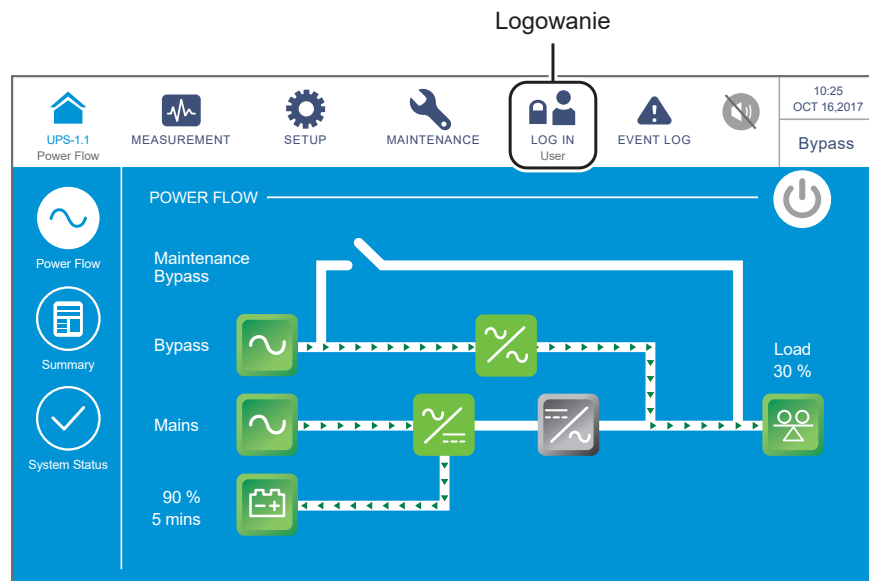 Logowanie
UPS-1.1
Power Flow
MEASUREMENT
SETUP
MAINTENANCE
LOG IN
User
EVENT LOG
10:25
OCT 16,2017
Bypass
Power Flow
Summary
System Status
POWER FLOW
Maintenance
Bypass
Bypass
Mains
90 %
5 mins
Load
30 %